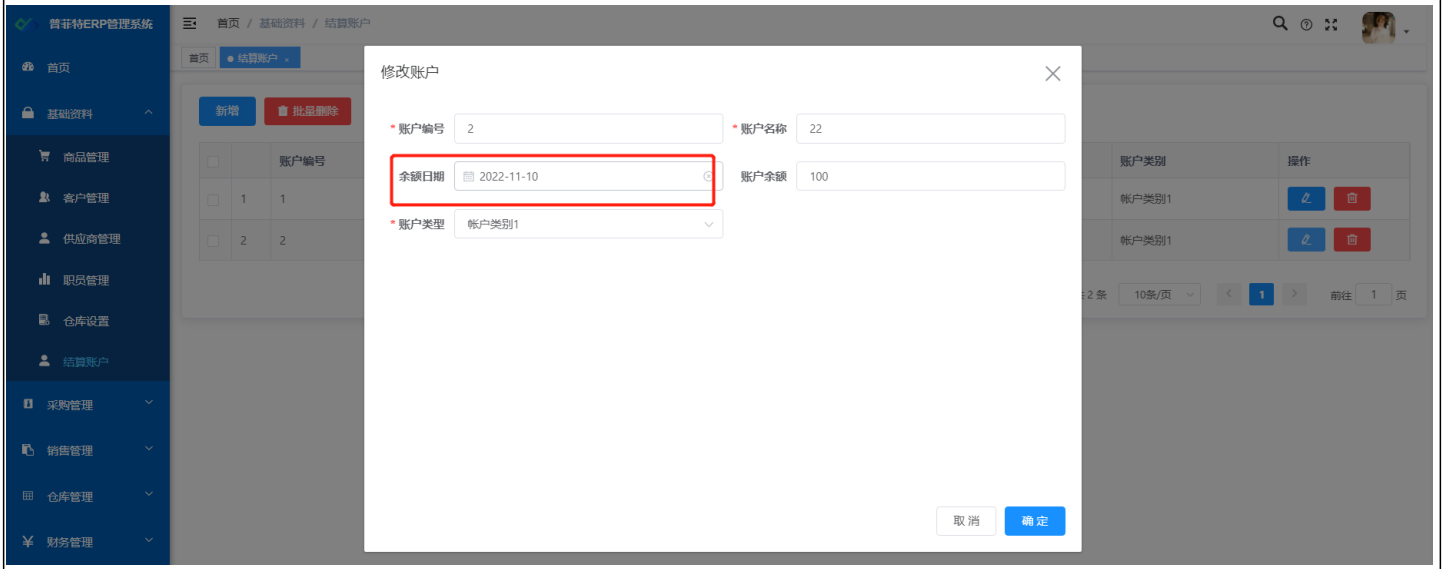 普菲特ERP管理系统
首页 / 基础资料 / 结算账户
首页
结算账户 ×
首页
基础资料
商品管理
客户管理
供应商管理
职员管理
仓库设置
结算账户
采购管理
销售管理
仓库管理
财务管理
新增
批量删除
账户编号
账户类别
操作
1 1
帐户类别1
2 2
帐户类别1
2 条
10条/页
1
前往 1 页
修改账户
* 账户编号 2
* 账户名称 22
余额日期 2022-11-10
账户余额 100
* 账户类型 帐户类别1
取消
确定